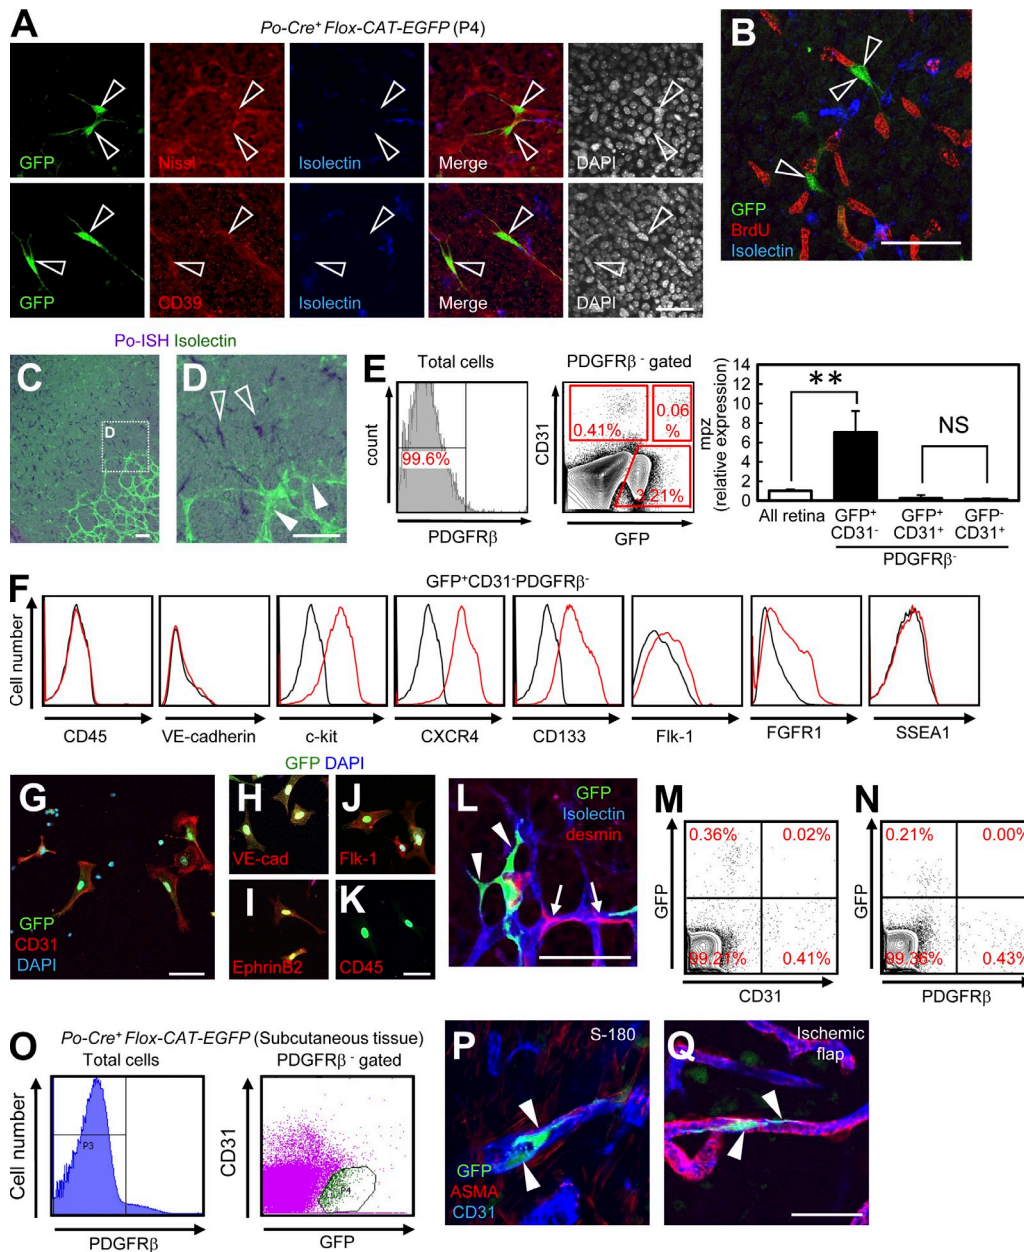 A
Po-Cre+ Flox-CAT-EGFP (P4)
GFP
Nissl
Isolectin
Merge
DAPI
GFP
CD39
Isolectin
Merge
DAPI
B
GFP
BrdU
Isolectin
Po-ISH Isolectin
C
D
D
E
Total cells
count
99.6%
PDGFRβ
PDGFRβ - gated
CD31
0.41%
0.06
%
3.21%
GFP
mpz
(relative expression)
14
12
10
8
6
4
2
0
**
NS
All retina
GFP+
CD31-
GFP+
CD31+
GFP-
CD31+
PDGFRβ-
F
GFP+CD31-PDGFRβ-
Cell number
CD45
VE-cadherin
c-kit
CXCR4
CD133
Flk-1
FGFR1
SSEA1
GFP DAPI
G
GFP
CD31
DAPI
H
VE-cad
J
Flk-1
I
EphrinB2
K
CD45
L
GFP
Isolectin
desmin
M
GFP
0.36%
0.02%
99.21%
0.41%
CD31
N
GFP
0.21%
0.00%
99.36%
0.43%
PDGFRβ
O
Po-Cre+ Flox-CAT-EGFP (Subcutaneous tissue)
Total cells
Cell number
P3
PDGFRβ
PDGFRβ - gated
CD31
GFP
P
S-180
GFP
ASMA
CD31
Q
Ischemic
flap